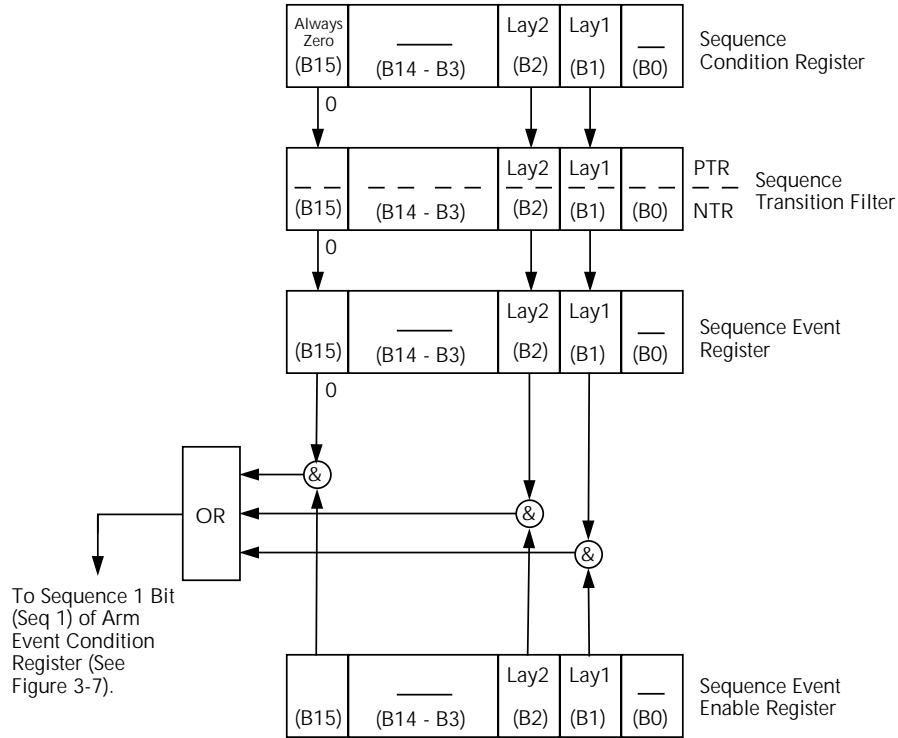 Always
Zero
(B15)
(B14 - B3)
Lay2
(B2)
Lay1
(B1)
(B0)
Sequence
Condition Register
0
(B15)
(B14 - B3)
Lay2
(B2)
Lay1
(B1)
(B0)
PTR
NTR
Sequence
Transition Filter
0
(B15)
(B14 - B3)
Lay2
(B2)
Lay1
(B1)
(B0)
Sequence Event
Register
0
&
OR
&
&
To Sequence 1 Bit
(Seq 1) of Arm
Event Condition
Register (See
Figure 3-7).
(B15)
(B14 - B3)
Lay2
(B2)
Lay1
(B1)
(B0)
Sequence Event
Enable Register